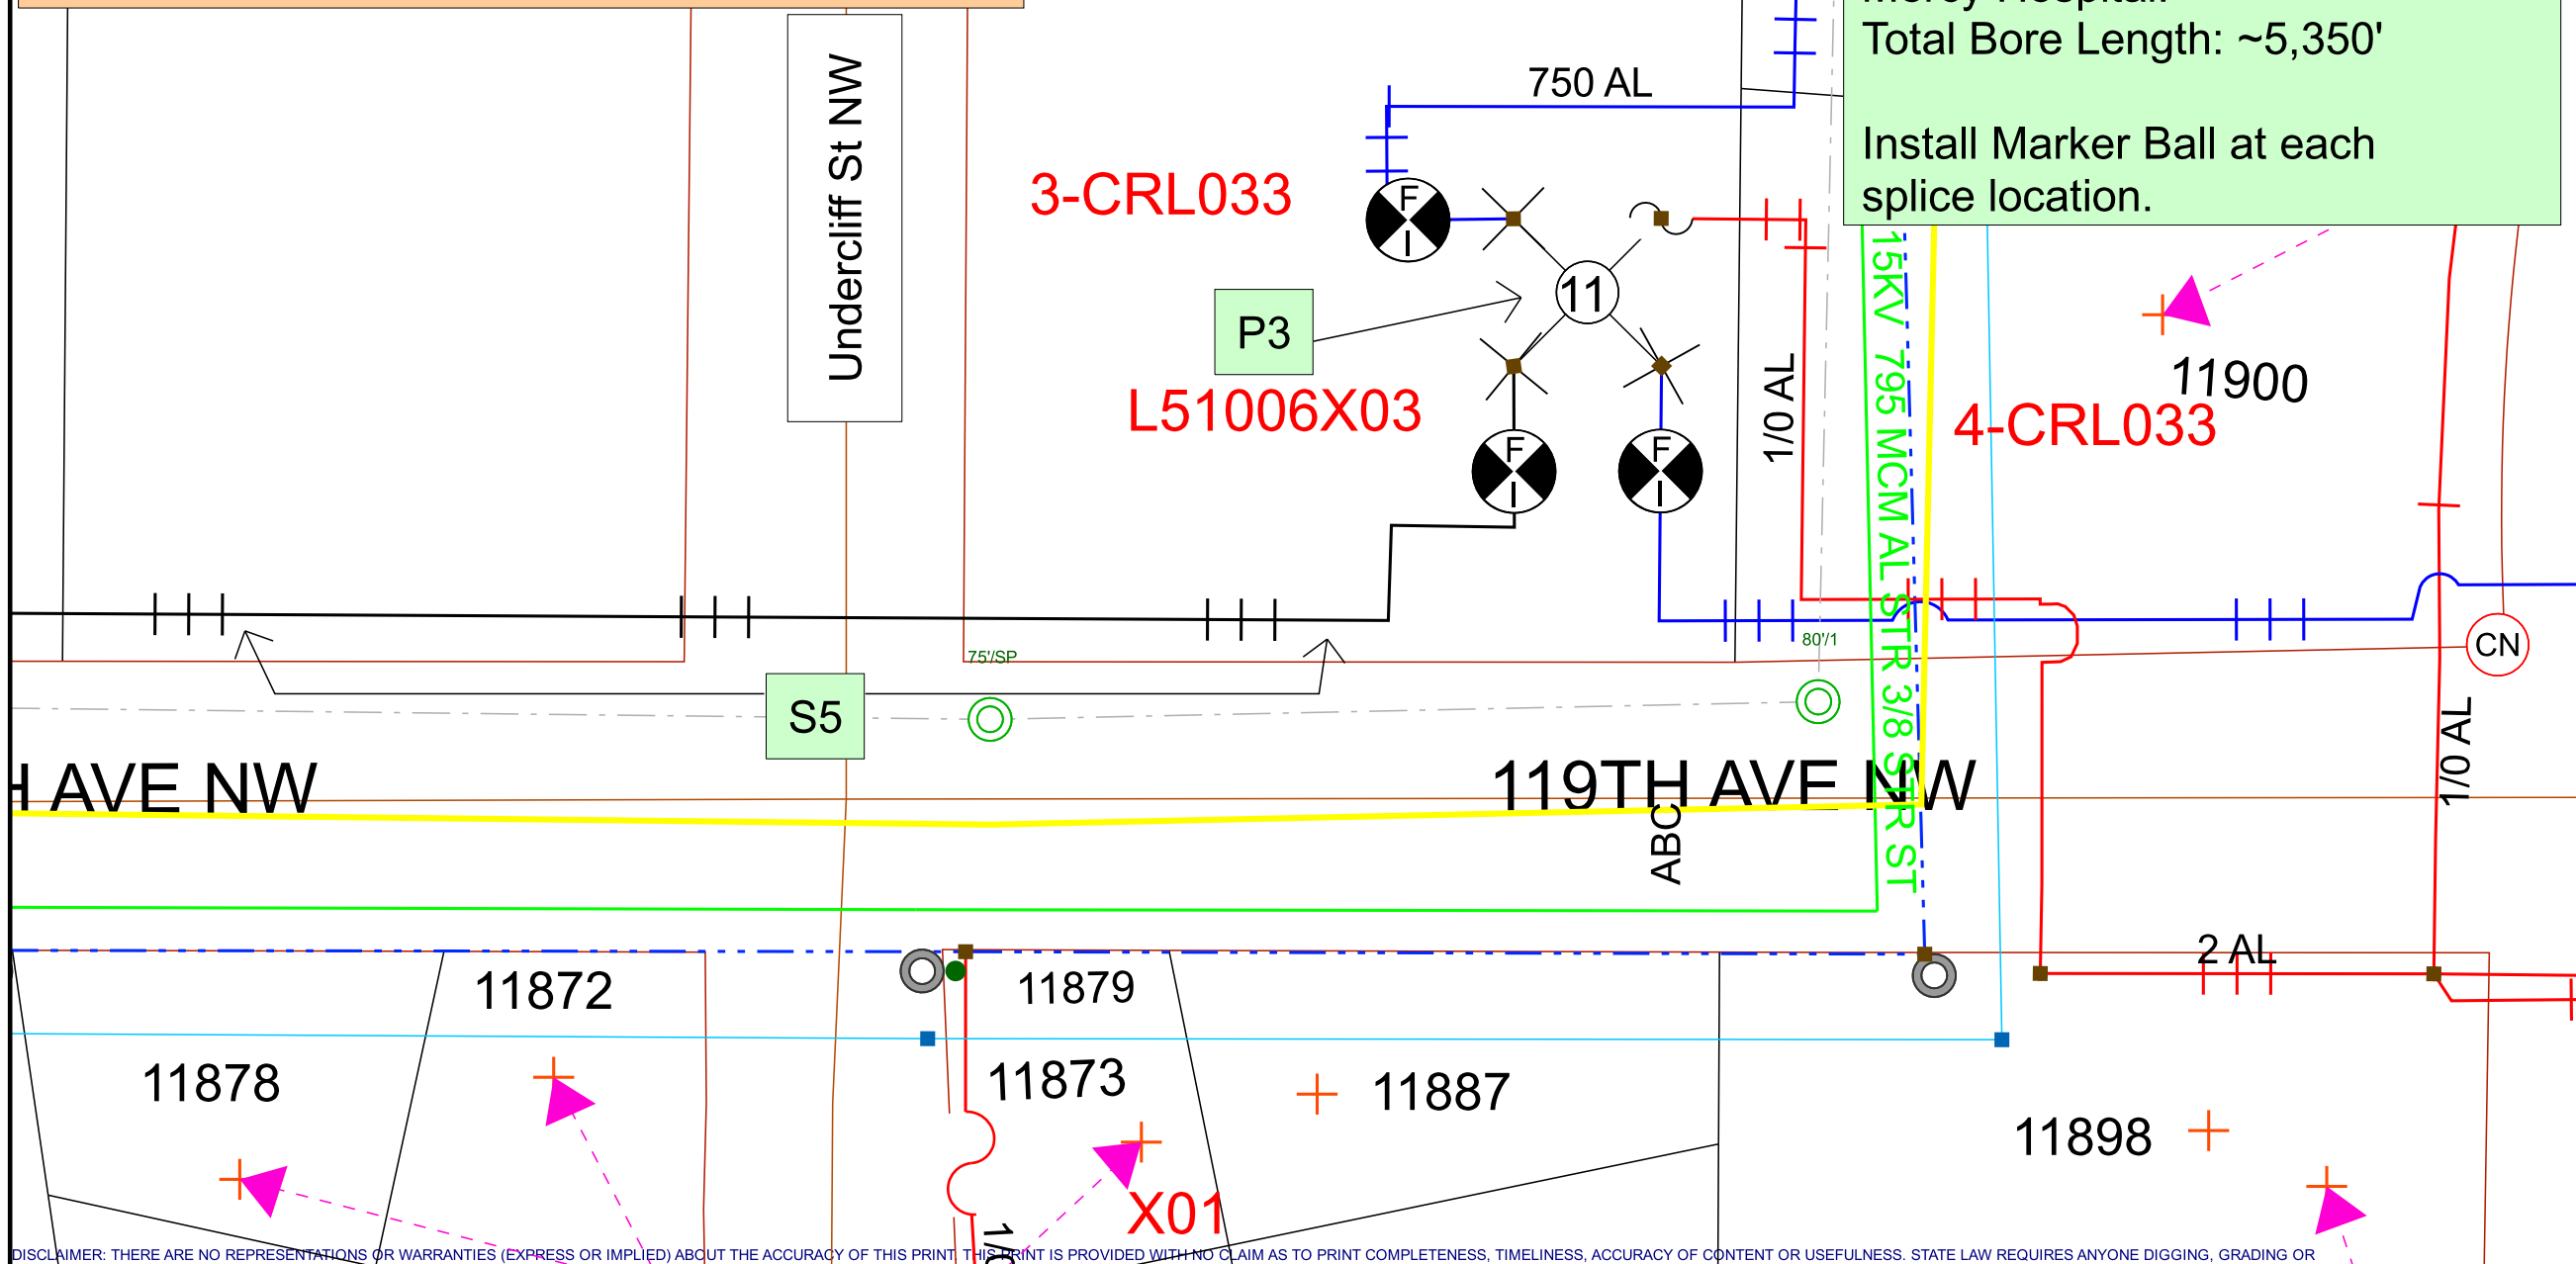 Total Bore Length: ~5,350'
Install Marker Ball at each
splice location.
Undercliff St NW
750 AL
3-CRL033
F
I
11
P3
L51006X03
F
I
F
I
1/0 AL
15KV 795 MCM AL STR 3/8 STR ST
11900
4-CRL033
CN
75'/SP
80'/1
S5
H AVE NW
119TH AVE NW
ABC
1/0 AL
2 AL
11872
11879
11878
11873
11887
11898
X01
DISCLAIMER: THERE ARE NO REPRESENTATIONS OR WARRANTIES (EXPRESS OR IMPLIED) ABOUT THE ACCURACY OF THIS PRINT. THIS PRINT IS PROVIDED WITH NO CLAIM AS TO PRINT COMPLETENESS, TIMELINESS, ACCURACY OF CONTENT OR USEFULNESS. STATE LAW REQUIRES ANYONE DIGGING, GRADING OR